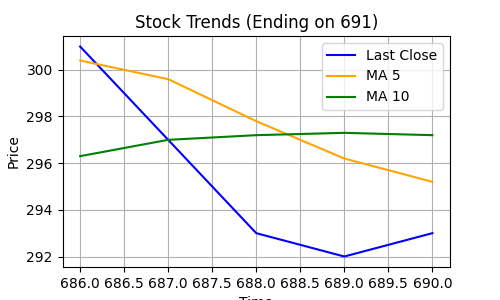 Stock Trends (Ending on 691)
Last Close
MA 5
MA 10
Price
300
298
296
294
292
686.0 686.5 687.0 687.5 688.0 688.5 689.0 689.5 690.0
Time